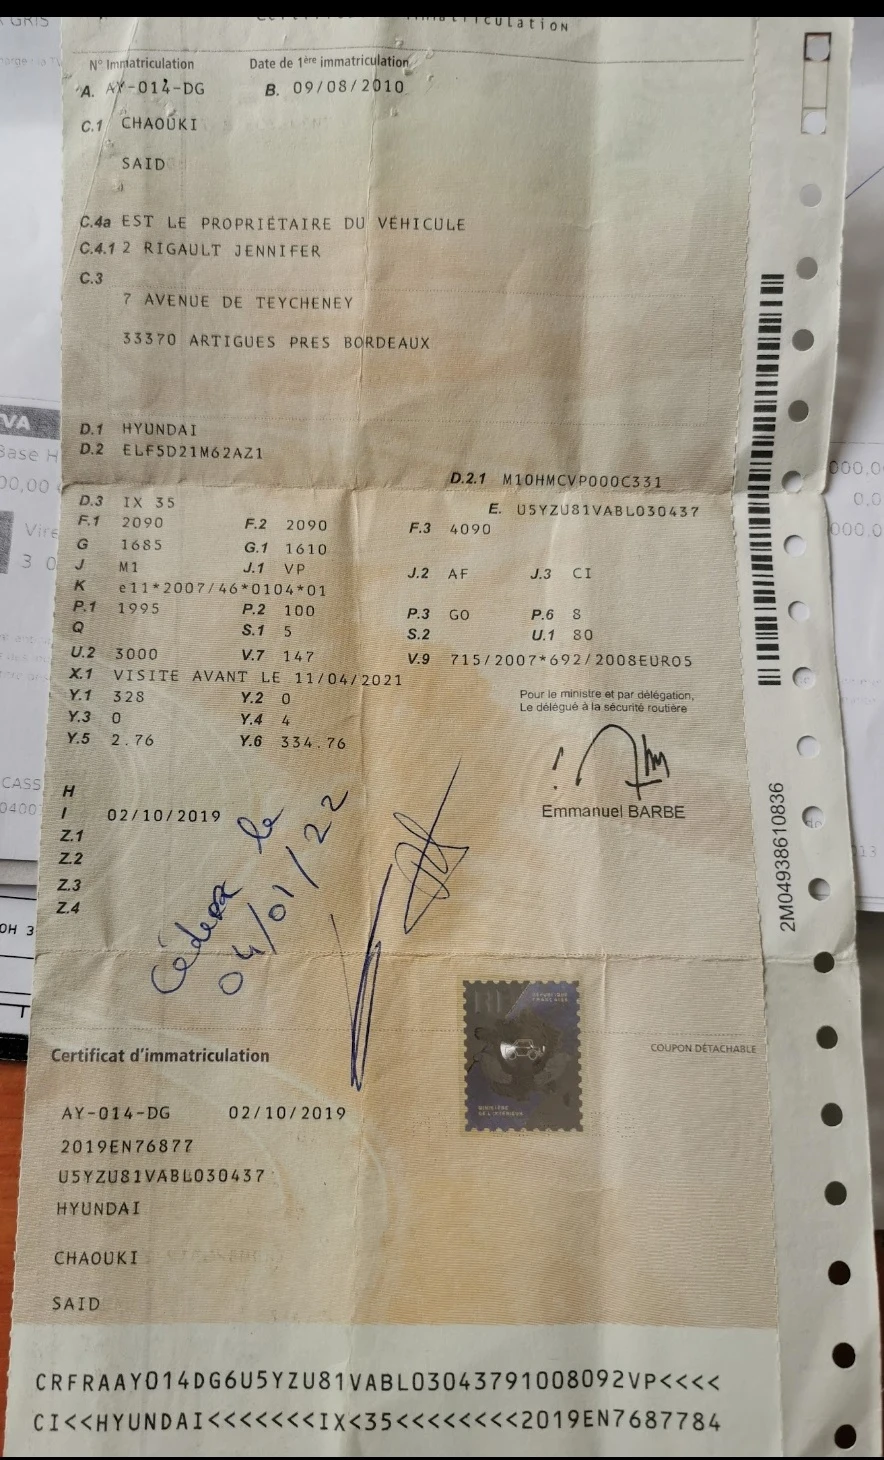 N° Immatriculation Date de 1ère immatriculation
A. AY-014-DG B. 09/08/2010
C.1 CHAOUKI
SAID
C.4a EST LE PROPRIÉTAIRE DU VÉHICULE
C.4.1 2 RIGAULT JENNIFER
C.3
7 AVENUE DE TEYCHENEY
33370 ARTIGUES PRES BORDEAUX
D.1 HYUNDAI
D.2 ELF5D21M62AZ1
D.2.1 M10HMCVP000C331
D.3 IX 35 E. U5YZU81VABL030437
F.1 2090 F.2 2090 F.3 4090
G 1685 G.1 1610
J M1 J.1 VP J.2 AF J.3 CI
K e11*2007/46*0104*01
P.1 1995 P.2 100 P.3 GO P.6 8
Q S.1 5 S.2 U.1 80
U.2 3000 V.7 147 V.9 715/2007*692/2008EURO5
X.1 VISITE AVANT LE 11/04/2021
Y.1 328 Y.2 0
Y.3 0 Y.4 4
Y.5 2.76 Y.6 334.76
Pour le ministre et par délégation,
Le délégué à la sécurité routière
Emmanuel BARBE
H
I 02/10/2019
Z.1
Z.2
Z.3
Z.4
le
04/01/22
2M04938610836
RÉPUBLIQUE
FRANÇAISE
MINISTÈRE
DE L'INTÉRIEUR
Certificat d'immatriculation COUPON DÉTACHABLE
AY-014-DG 02/10/2019
2019EN76877
U5YZU81VABL030437
HYUNDAI
CHAOUKI
SAID
CRFRAAY014DG6U5YZU81VABL03043791008092VP<<<<
CI<<HYUNDAI<<<<<<<IX<35<<<<<<<<2019EN7687784